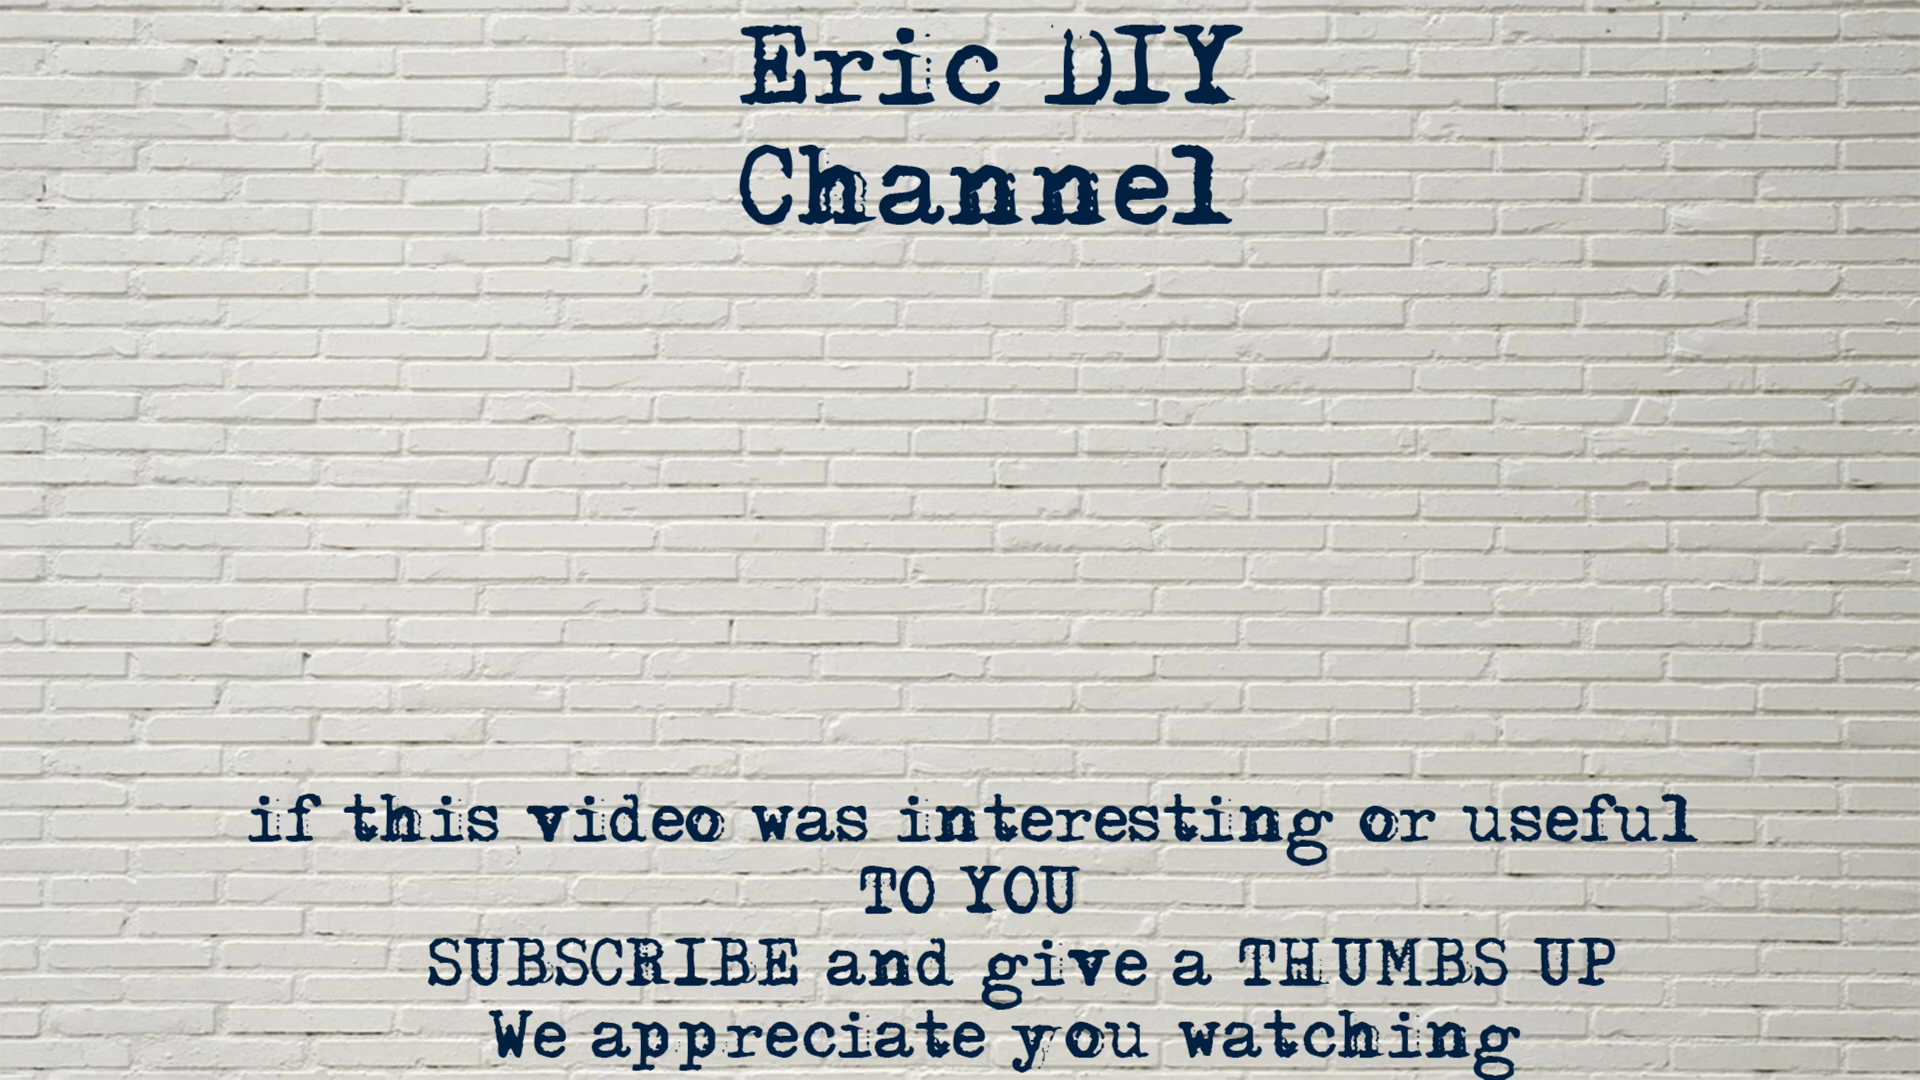 Eric DIY
Channel
if this video was interesting or useful
TO YOU
SUBSCRIBE and give a THUMBS UP
We appreciate you watching